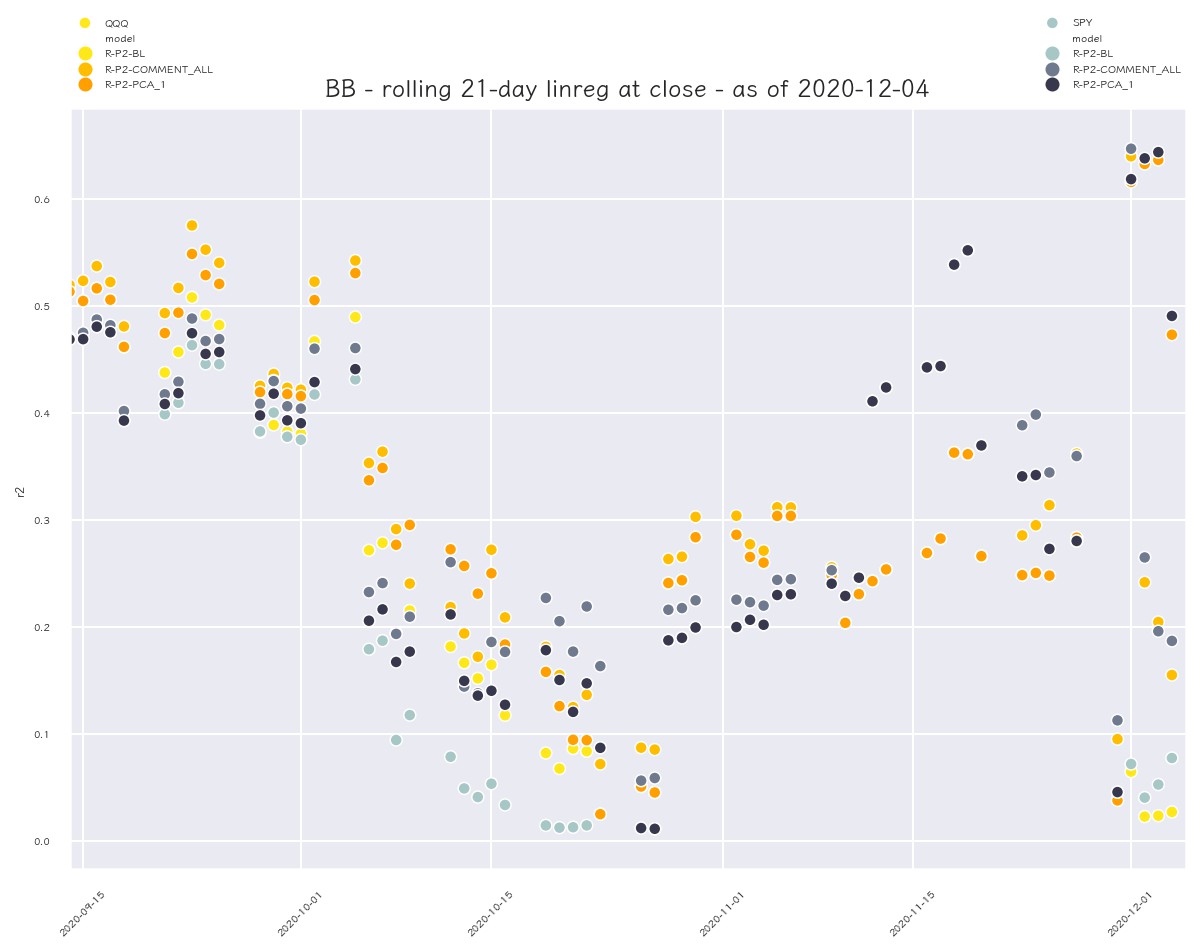 QQQ
model
R-P2-BL
R-P2-COMMENT_ALL
R-P2-PCA_1
SPY
model
R-P2-BL
R-P2-COMMENT_ALL
R-P2-PCA_1
BB - rolling 21-day linreg at close - as of 2020-12-04
0.6
0.5
0.4
r2
0.3
0.2
0.1
0.0
2020-09-15
2020-10-01
2020-10-15
2020-11-01
2020-11-15
2020-12-01